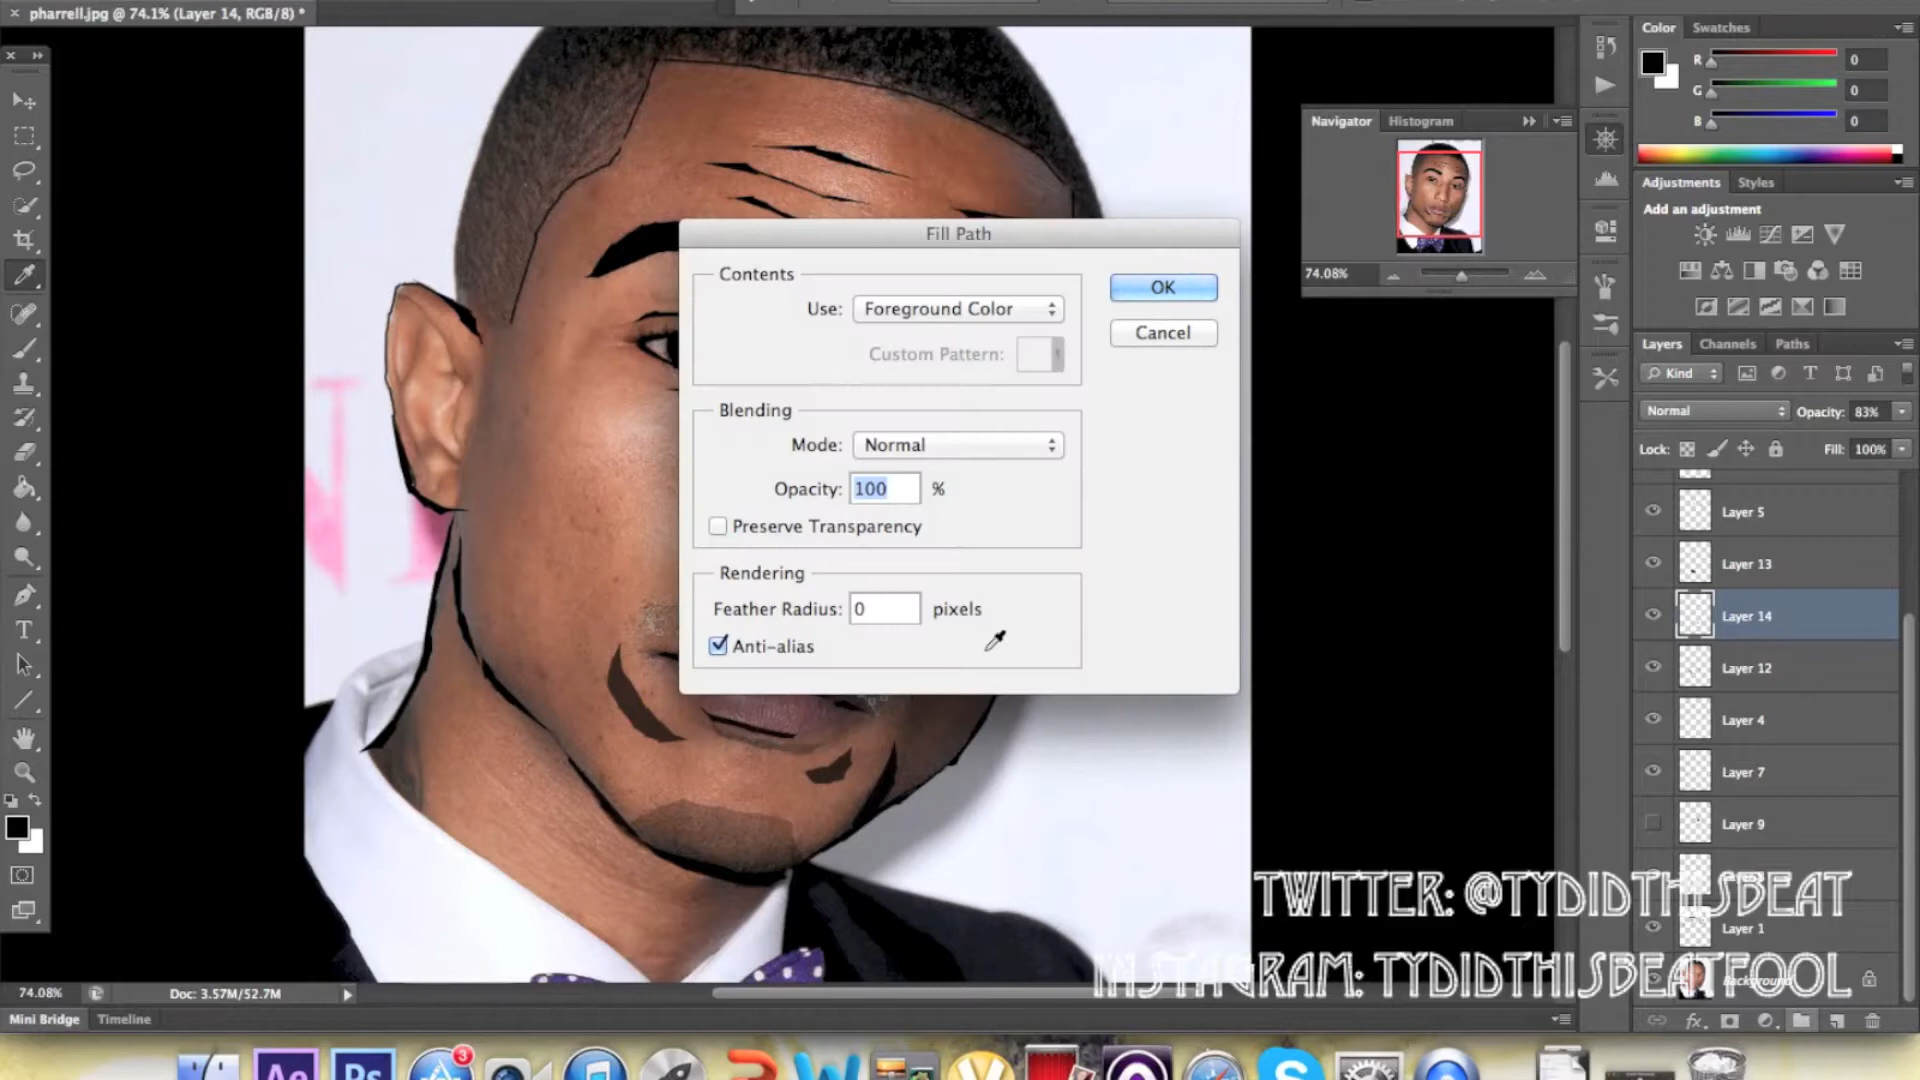 pharrell.jpg @ 74.1% (Layer 14, RGB/8) *
Color
Swatches
R
0
G
0
B
0
Navigator
Histogram
74.08%
Adjustments
Styles
Add an adjustment
Fill Path
Contents
Use:
Foreground Color
Custom Pattern:
OK
Cancel
Blending
Mode:
Normal
Opacity:
100
%
Preserve Transparency
Rendering
Feather Radius:
0
pixels
Anti-alias
Layers
Channels
Paths
Kind
Normal
Opacity: 83%
Lock:
Fill: 100%
Layer 5
Layer 13
Layer 14
Layer 12
Layer 4
Layer 7
Layer 9
Layer 1
Background
TWITTER: @TYDIDTHISBEAT
INSTAGRAM: TYDIDTHISBEATFOOL
74.08%
Doc: 3.57M/52.7M
Mini Bridge
Timeline
3
Ae
Ps